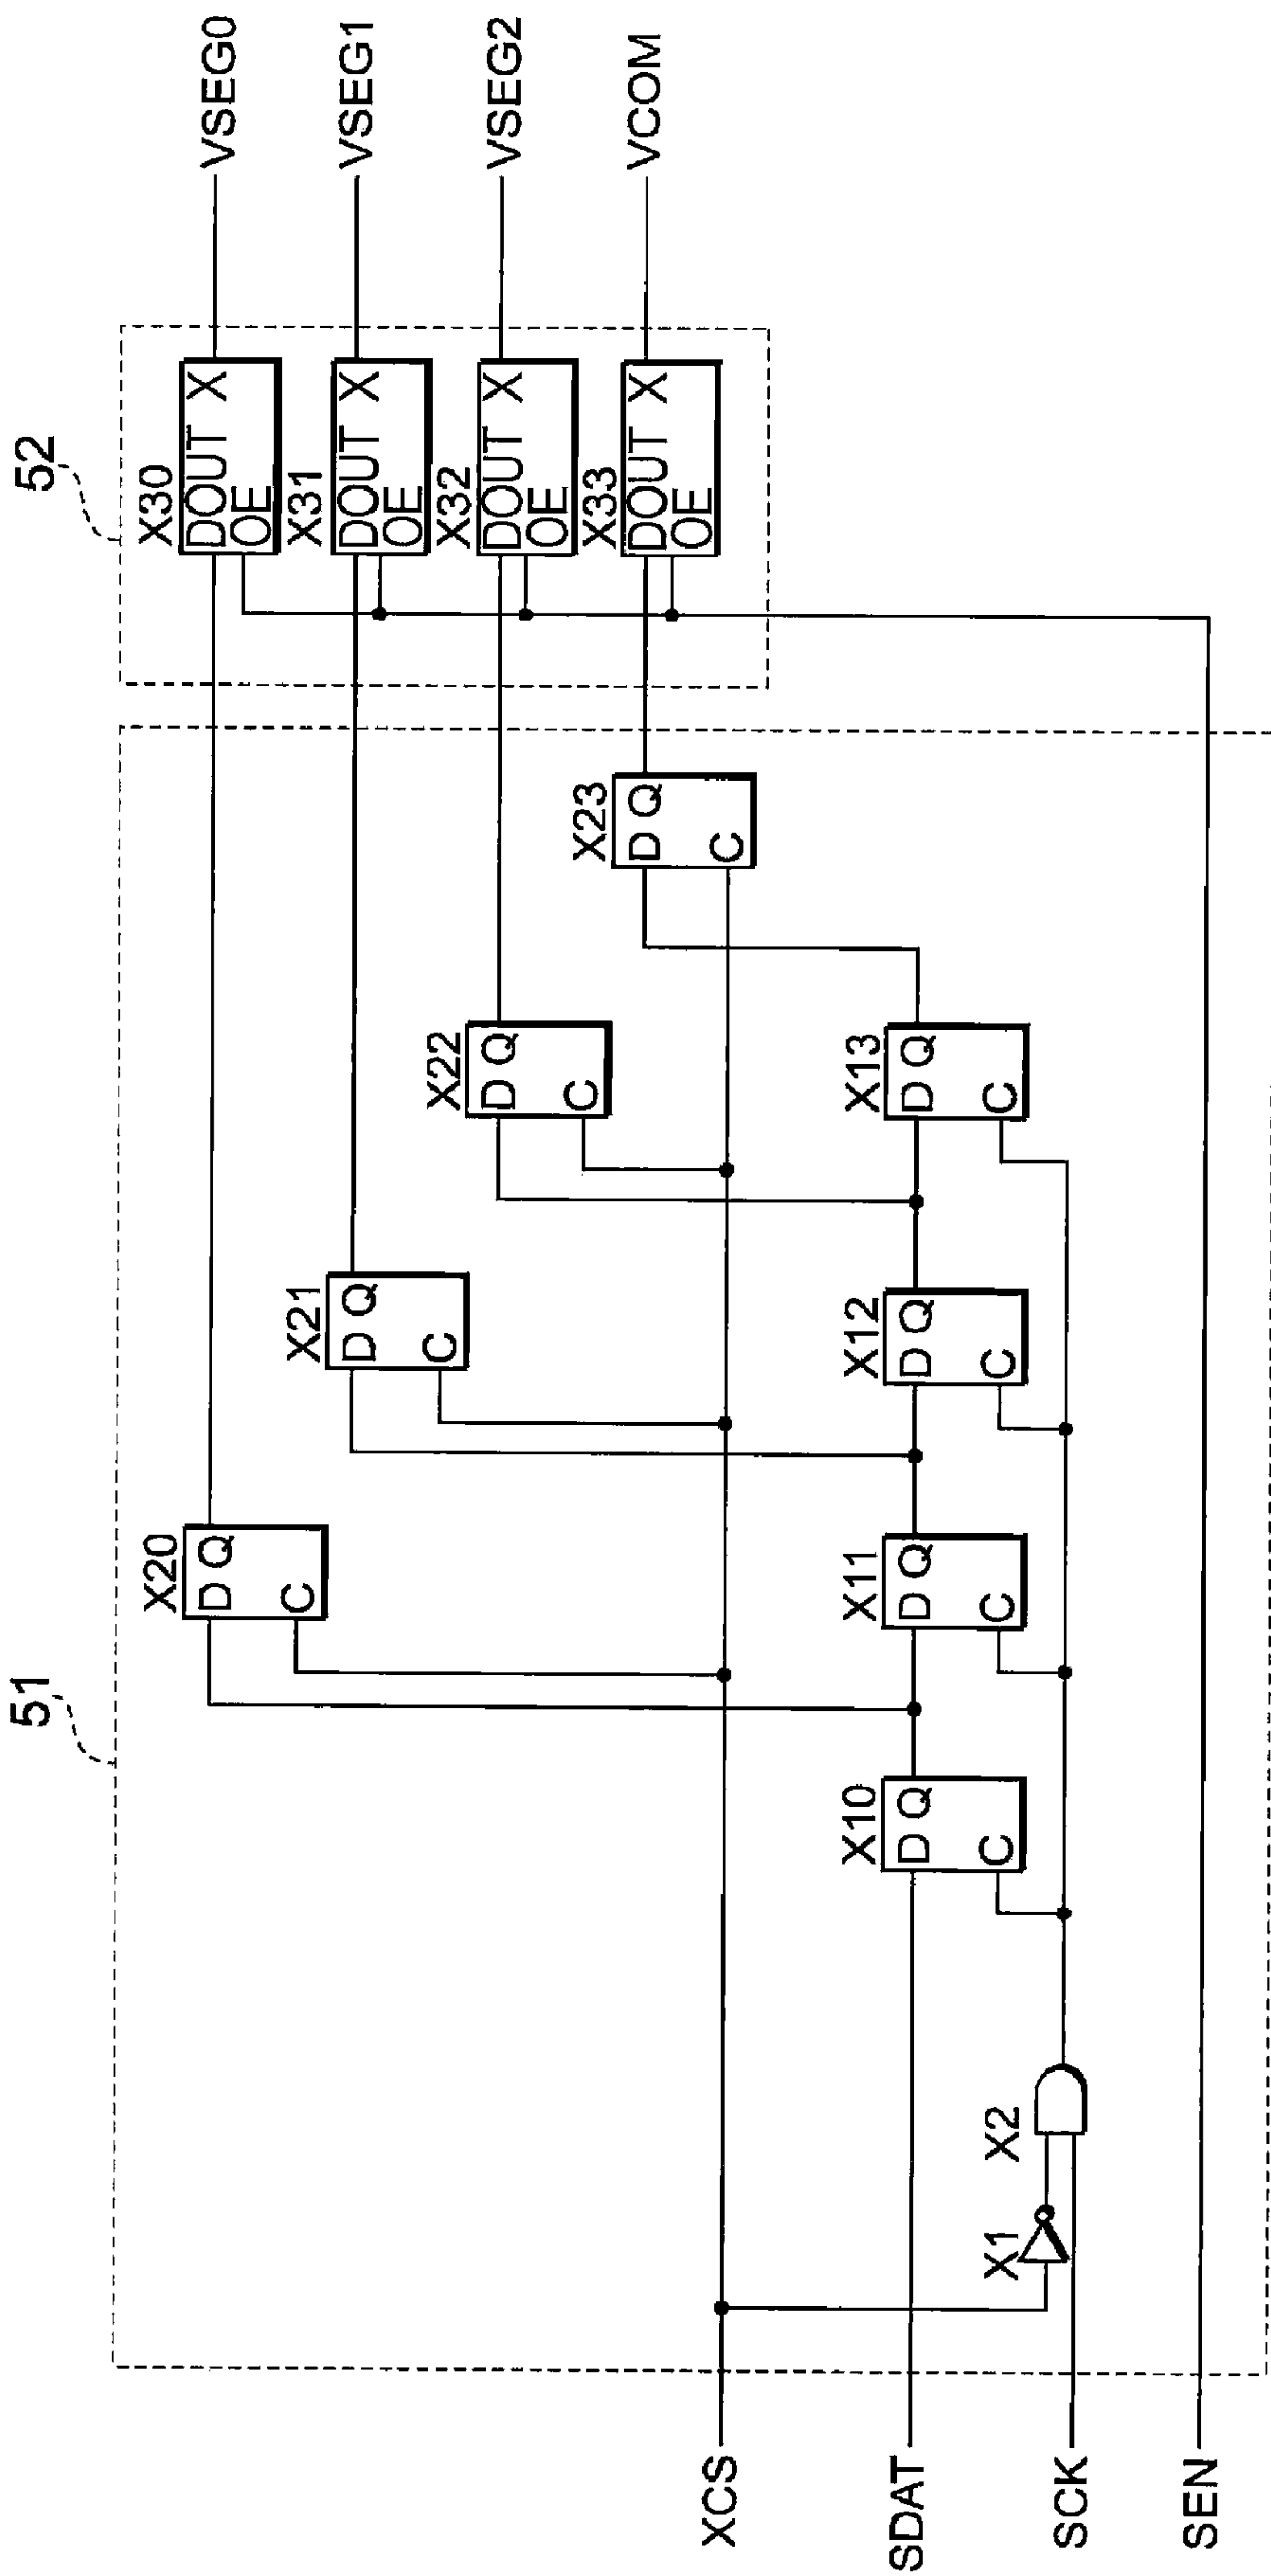 52
X30
DOUT X
OE
VSEG0
X31
DOUT X
OE
VSEG1
X32
DOUT X
OE
VSEG2
X33
DOUT X
OE
VCOM
51
X20
D Q
C
X21
D Q
C
X22
D Q
C
X23
D Q
C
X10
D Q
C
X11
D Q
C
X12
D Q
C
X13
D Q
C
X1
X2
XCS
SDAT
SCK
SEN